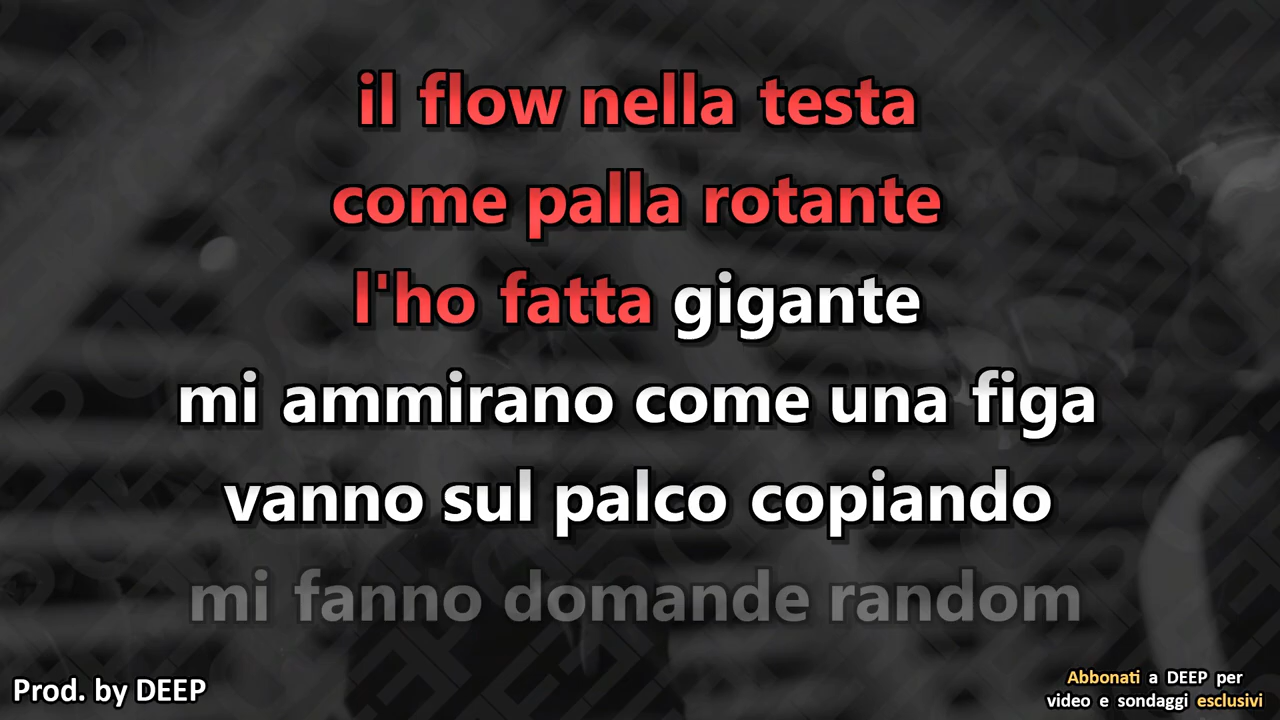 il flow nella testa
come palla rotante
l'ho fatta gigante
mi ammirano come una figa
vanno sul palco copiando
mi fanno domande random
Prod. by DEEP
Abbonati a DEEP per
video e sondaggi esclusivi